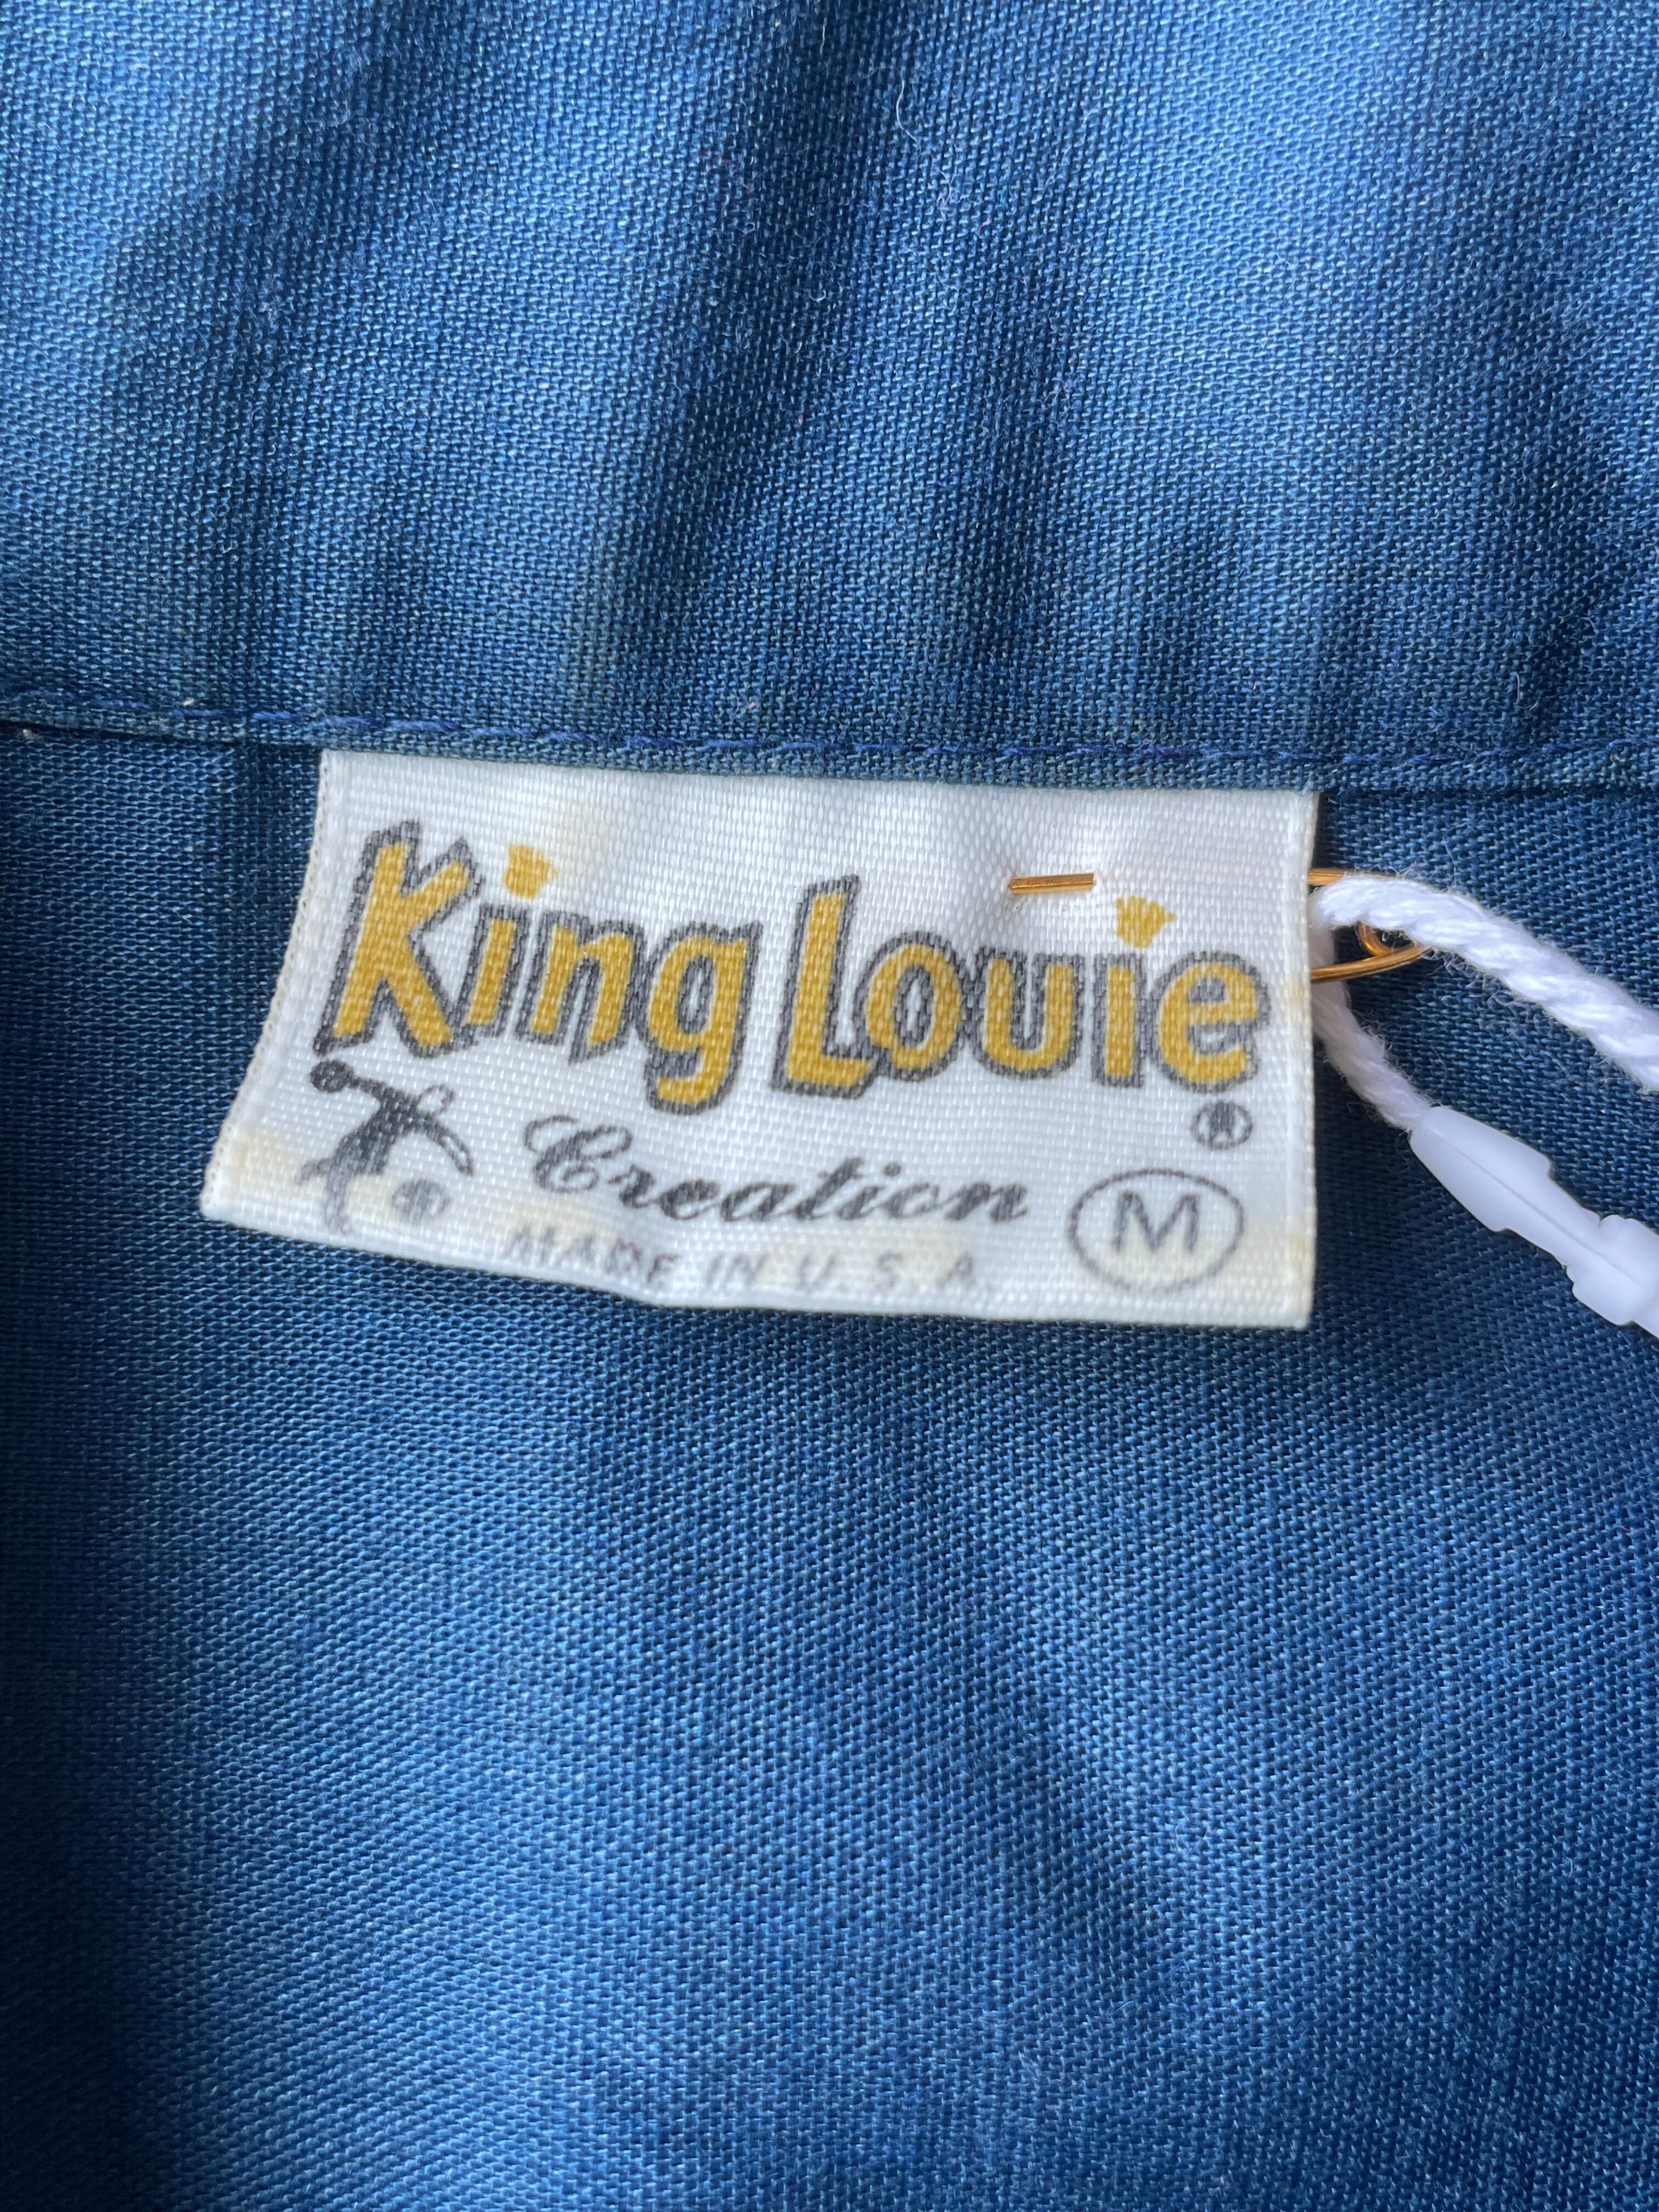 King Louie ®
® Creation M
MADE IN U.S.A.